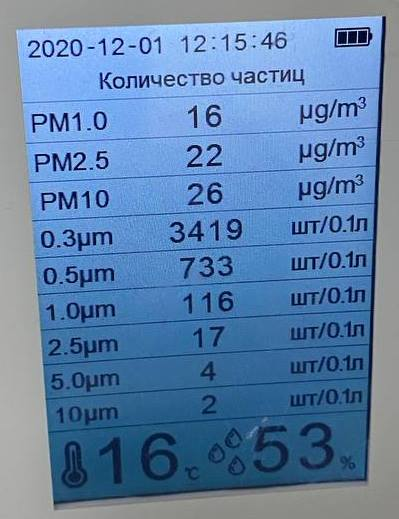 2020-12-01 12:15:46
Количество частиц
PM1.0 16 μg/m³
PM2.5 22 μg/m³
PM10 26 μg/m³
0.3μm 3419 шт/0.1л
0.5μm 733 шт/0.1л
1.0μm 116 шт/0.1л
2.5μm 17 шт/0.1л
5.0μm 4 шт/0.1л
10μm 2 шт/0.1л
16 ℃ 53 %